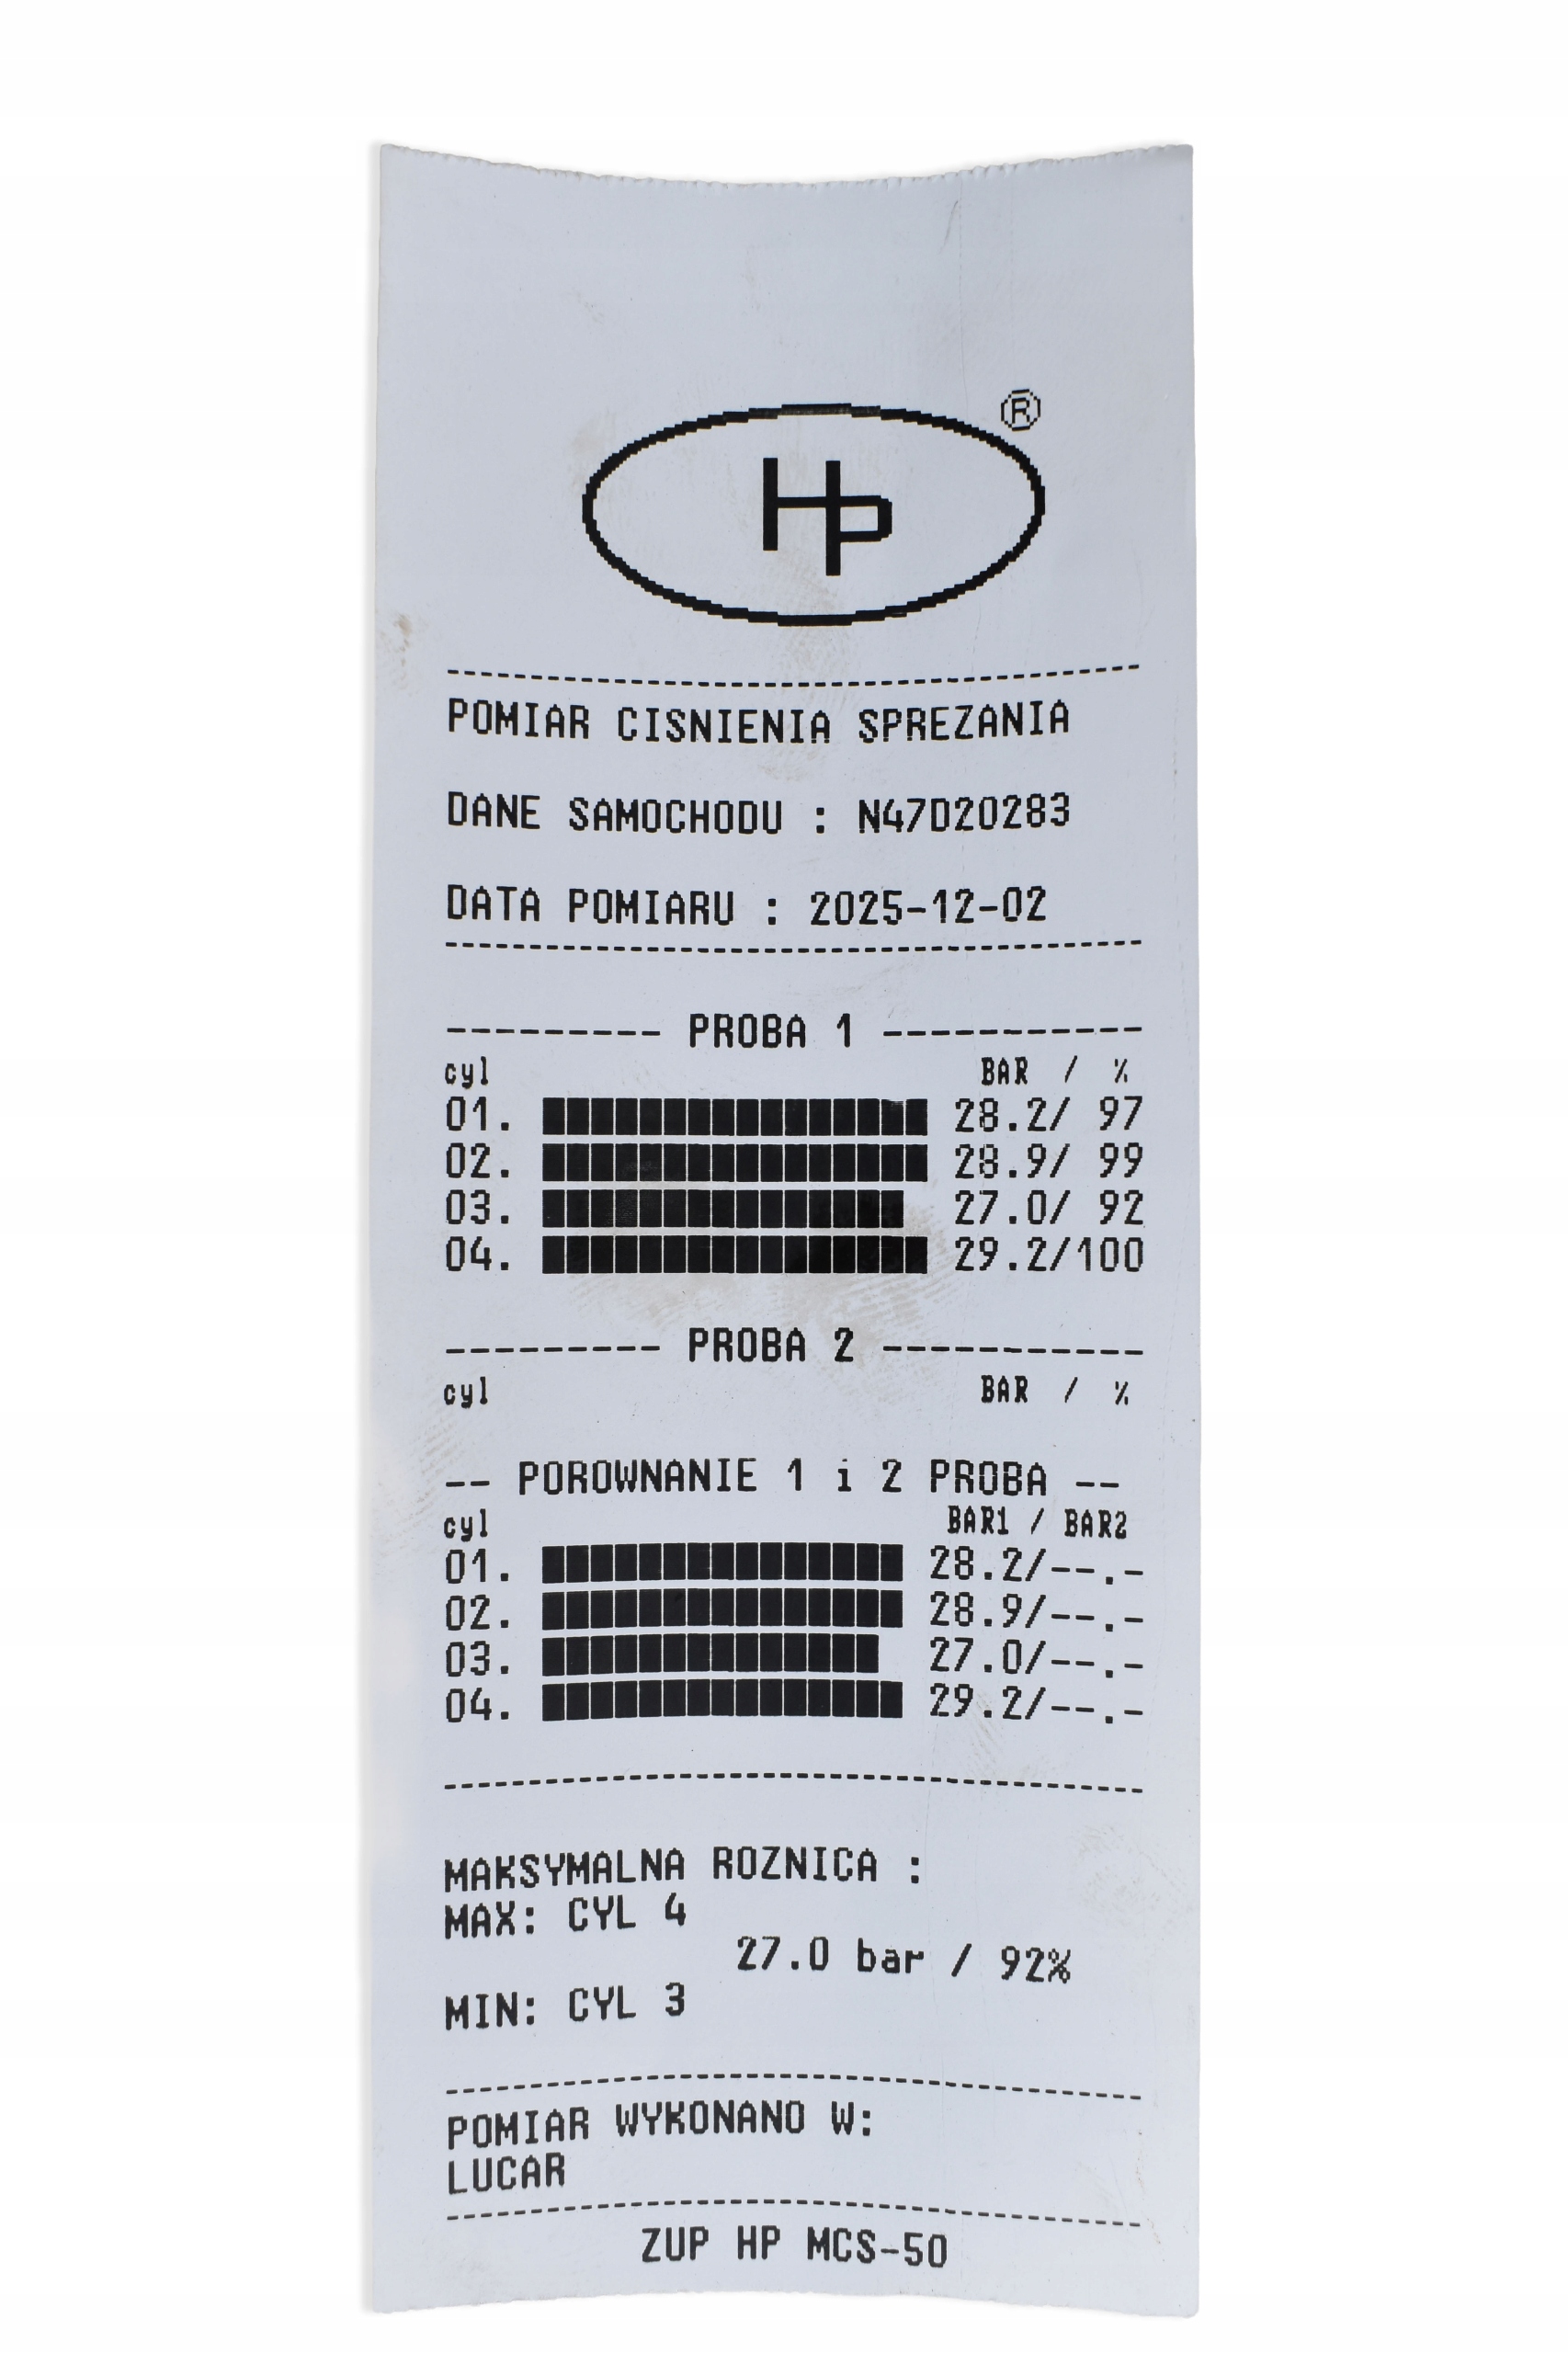 HP ®
POMIAR CISNIENIA SPREZANIA
DANE SAMOCHODU : N47D20283
DATA POMIARU : 2025-12-02
--------- PROBA 1 -----------
cyl BAR / %
01. 28.2/ 97
02. 28.9/ 99
03. 27.0/ 92
04. 29.2/100
--------- PROBA 2 -----------
cyl BAR / %
-- POROWNANIE 1 i 2 PROBA --
cyl BAR1 / BAR2
01. 28.2/--.-
02. 28.9/--.-
03. 27.0/--.-
04. 29.2/--.-
MAKSYMALNA ROZNICA :
MAX: CYL 4
27.0 bar / 92%
MIN: CYL 3
POMIAR WYKONANO W:
LUCAR
ZUP HP MCS-50